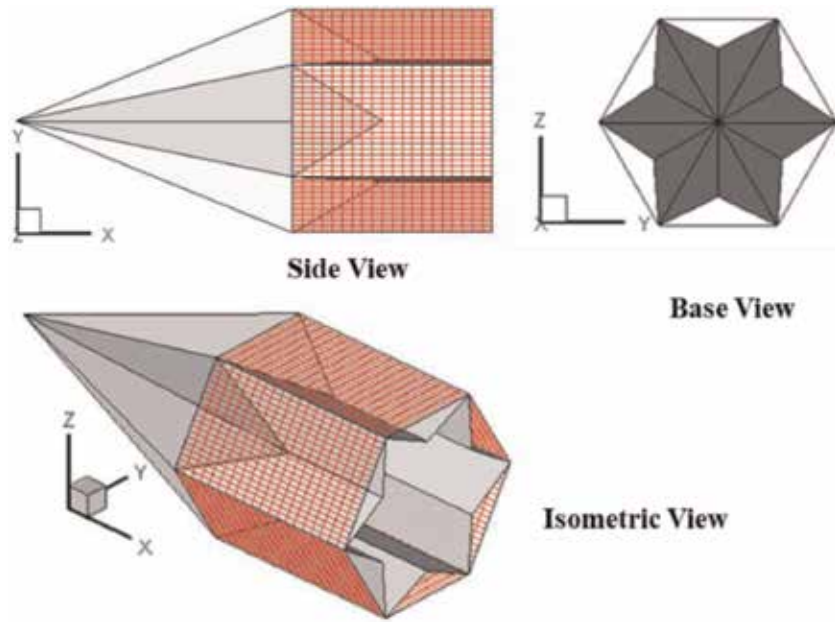 Y
Z X
Side View
Z
X Y
Base View
Z
Y
X
Isometric View